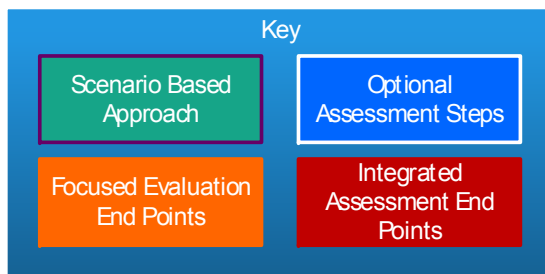 Key
Scenario Based
Approach
Optional
Assessment Steps
Focused Evaluation
End Points
Integrated
Assessment End
Points